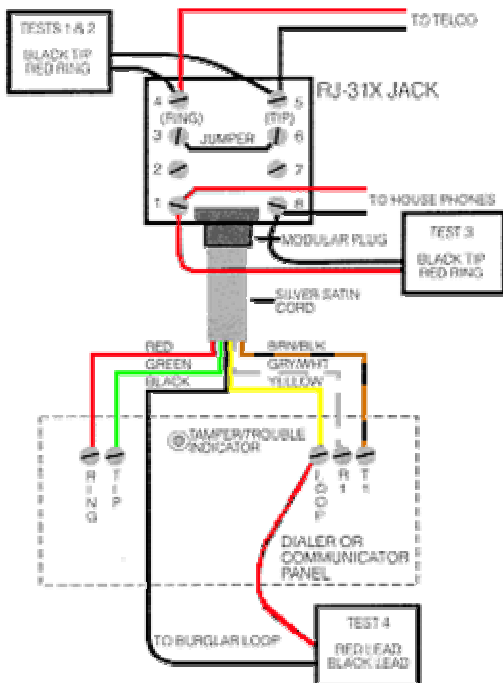 TESTS 1 & 2
BLACK TIP
RED RING
TO TELCO
RJ-31X JACK
4
5
(RING)
(TIP)
3
JUMPER
6
2
7
1
8
TO HOUSE PHONES
TEST 3
BLACK TIP
RED RING
MODULAR PLUG
SILVER SATIN
CORD
RED
BRN/BLK
GREEN
GRY/WHT
BLACK
YELLOW
TAMPER/TROUBLE
INDICATOR
RING
TIP
LOOP
R1
T1
DIALER OR
COMMUNICATOR
PANEL
TO BURGLAR LOOP
TEST 4
RED LEAD
BLACK LEAD